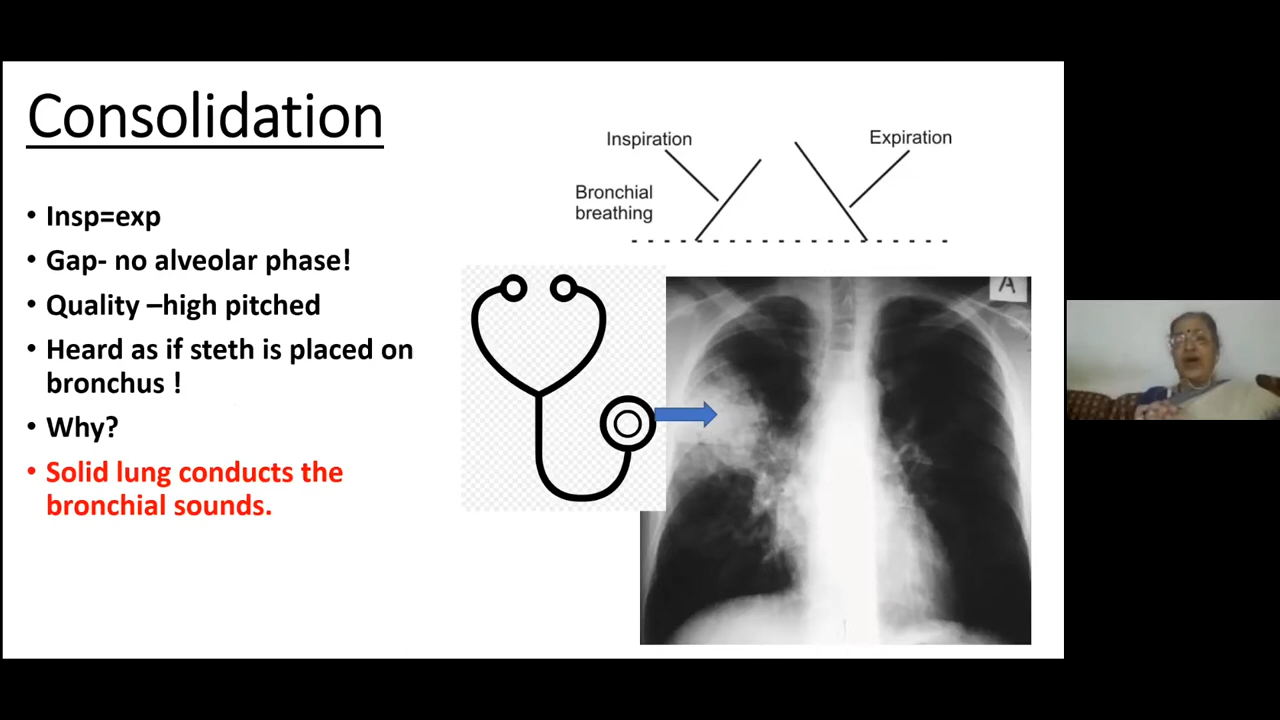 Consolidation
• Insp=exp
• Gap- no alveolar phase!
• Quality –high pitched
• Heard as if steth is placed on
bronchus !
• Why?
• Solid lung conducts the
bronchial sounds.
Inspiration
Expiration
Bronchial
breathing
A